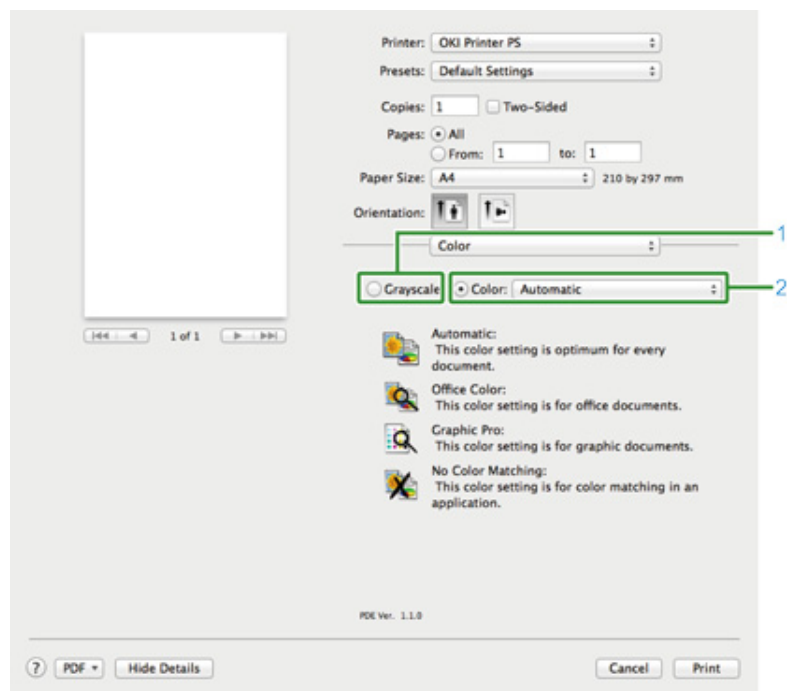 Printer: OKI Printer PS
Presets: Default Settings
Copies: 1 Two-Sided
Pages: All
From: 1 to: 1
Paper Size: A4 210 by 297 mm
Orientation:
Color
1
Grayscale Color: Automatic
2
1 of 1
Automatic:
This color setting is optimum for every
document.
Office Color:
This color setting is for office documents.
Graphic Pro:
This color setting is for graphic documents.
No Color Matching:
This color setting is for color matching in an
application.
PDE Ver. 1.1.0
? PDF Hide Details Cancel Print